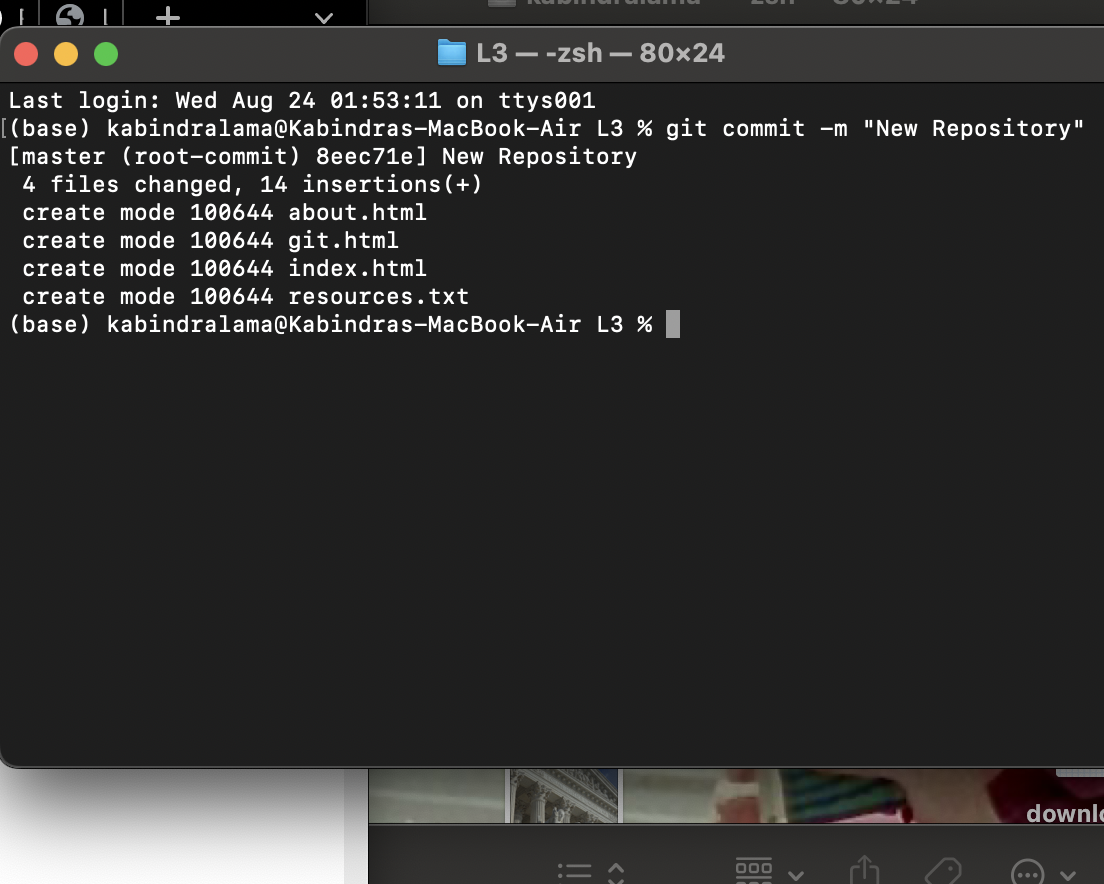 L3 — -zsh — 80×24
Last login: Wed Aug 24 01:53:11 on ttys001
[(base) kabindralama@Kabindras-MacBook-Air L3 % git commit -m "New Repository"
[master (root-commit) 8eec71e] New Repository
 4 files changed, 14 insertions(+)
 create mode 100644 about.html
 create mode 100644 git.html
 create mode 100644 index.html
 create mode 100644 resources.txt
(base) kabindralama@Kabindras-MacBook-Air L3 %